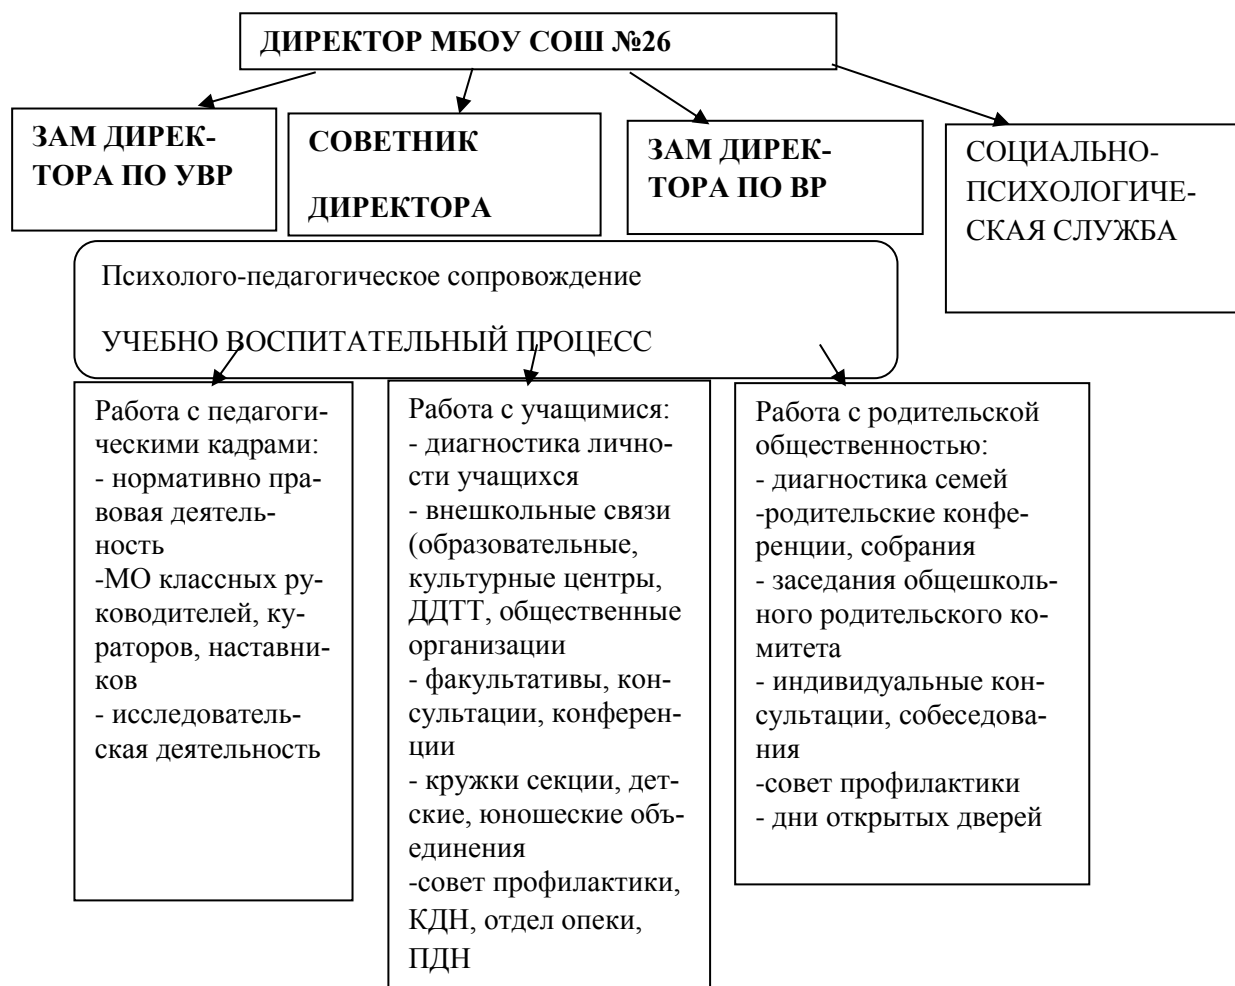 ДИРЕКТОР МБОУ СОШ №26
ЗАМ ДИРЕК-
ТОРА ПО УВР
СОВЕТНИК
ДИРЕКТОРА
ЗАМ ДИРЕК-
ТОРА ПО ВР
СОЦИАЛЬНО-
ПСИХОЛОГИЧЕ-
СКАЯ СЛУЖБА
Психолого-педагогическое сопровождение
УЧЕБНО ВОСПИТАТЕЛЬНЫЙ ПРОЦЕСС
Работа с педагоги-
ческими кадрами:
- нормативно пра-
вовая деятель-
ность
-МО классных ру-
ководителей, ку-
раторов, наставни-
ков
- исследователь-
ская деятельность
Работа с учащимися:
- диагностика лично-
сти учащихся
- внешкольные связи
(образовательные,
культурные центры,
ДДТТ, общественные
организации
- факультативы, кон-
сультации, конферен-
ции
- кружки секции, дет-
ские, юношеские объ-
единения
-совет профилактики,
КДН, отдел опеки,
ПДН
Работа с родительской
общественностью:
- диагностика семей
-родительские конфе-
ренции, собрания
- заседания общешколь-
ного родительского ко-
митета
- индивидуальные кон-
сультации, собеседова-
ния
-совет профилактики
- дни открытых дверей